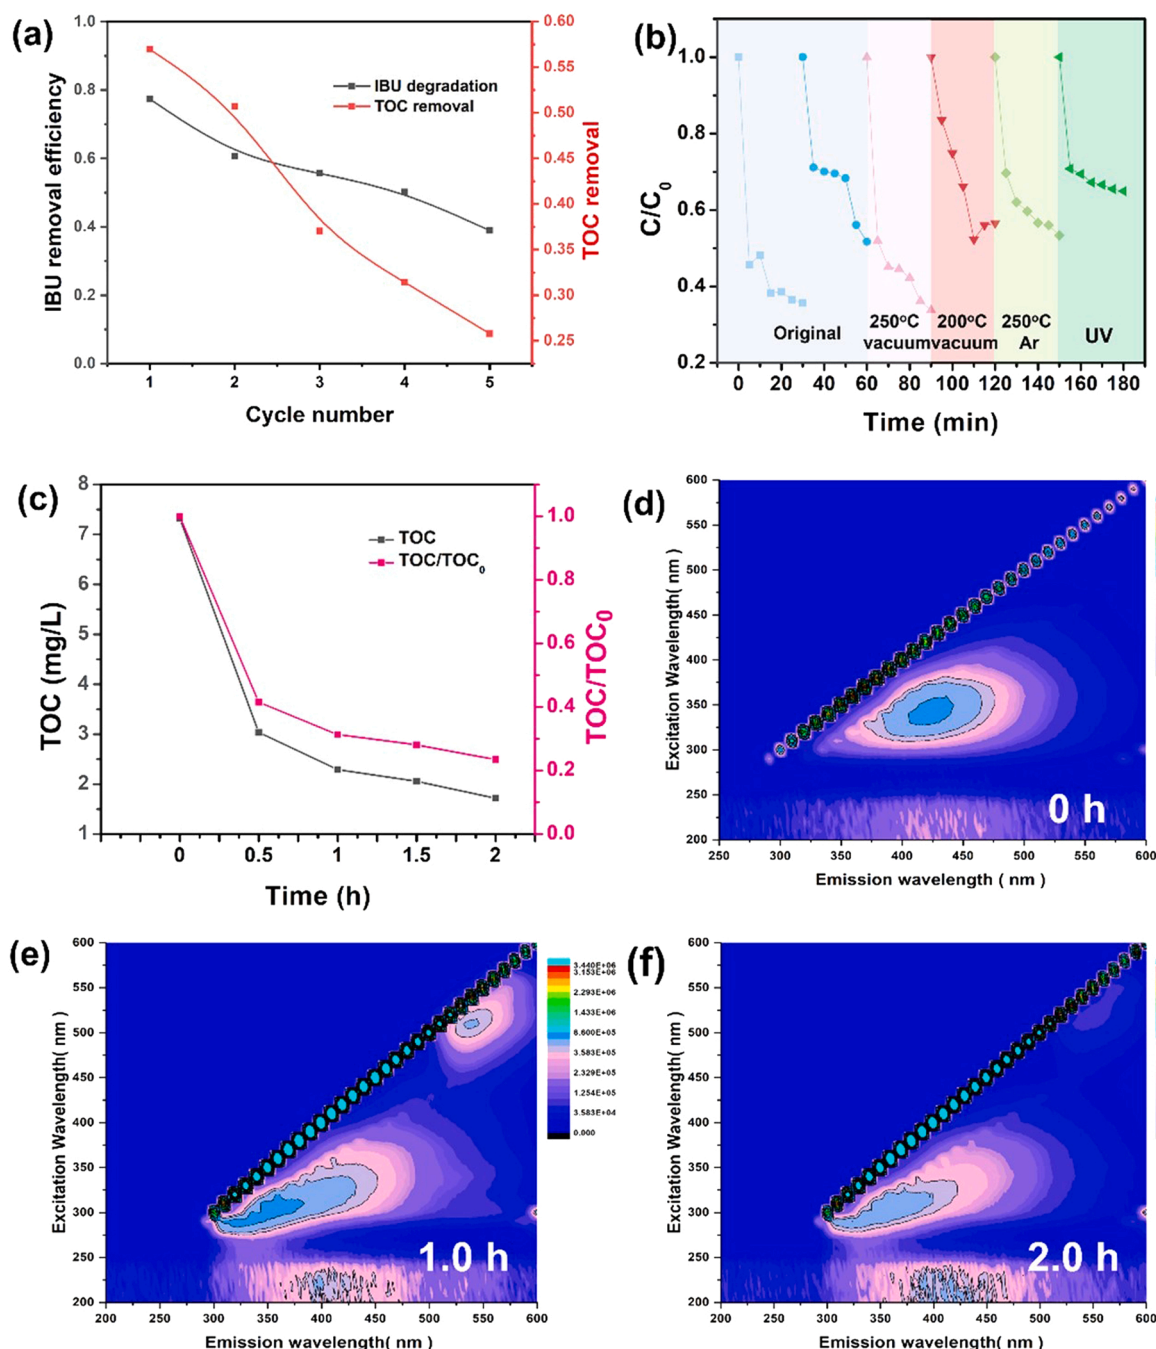 (a)
1.0
0.8
0.6
0.4
0.2
0.0
IBU removal efficiency
IBU degradation
TOC removal
0.60
0.55
0.50
0.45
0.40
0.35
0.30
0.25
TOC removal
1 2 3 4 5
Cycle number
(b)
1.0
0.8
0.6
0.4
0.2
C/C0
Original
250°C
vacuum
200°C
vacuum
250°C
Ar
UV
0 20 40 60 80 100 120 140 160 180
Time (min)
(c)
8
7
6
5
4
3
2
1
TOC (mg/L)
TOC
TOC/TOC0
1.0
0.8
0.6
0.4
0.2
0.0
TOC/TOC0
0 0.5 1 1.5 2
Time (h)
(d)
600
550
500
450
400
350
300
250
200
Excitation Wavelength( nm )
0 h
250 300 350 400 450 500 550 600
Emission wavelength ( nm )
(e)
600
550
500
450
400
350
300
250
200
Excitation Wavelength( nm )
1.0 h
200 250 300 350 400 450 500 550 600
Emission wavelength( nm )
3.440E+06
3.153E+06
2.293E+06
1.433E+06
6.600E+05
3.583E+05
2.329E+05
1.254E+05
3.583E+04
0.000
(f)
600
550
500
450
400
350
300
250
200
Excitation Wavelength( nm )
2.0 h
200 250 300 350 400 450 500 550 600
Emission wavelength( nm )